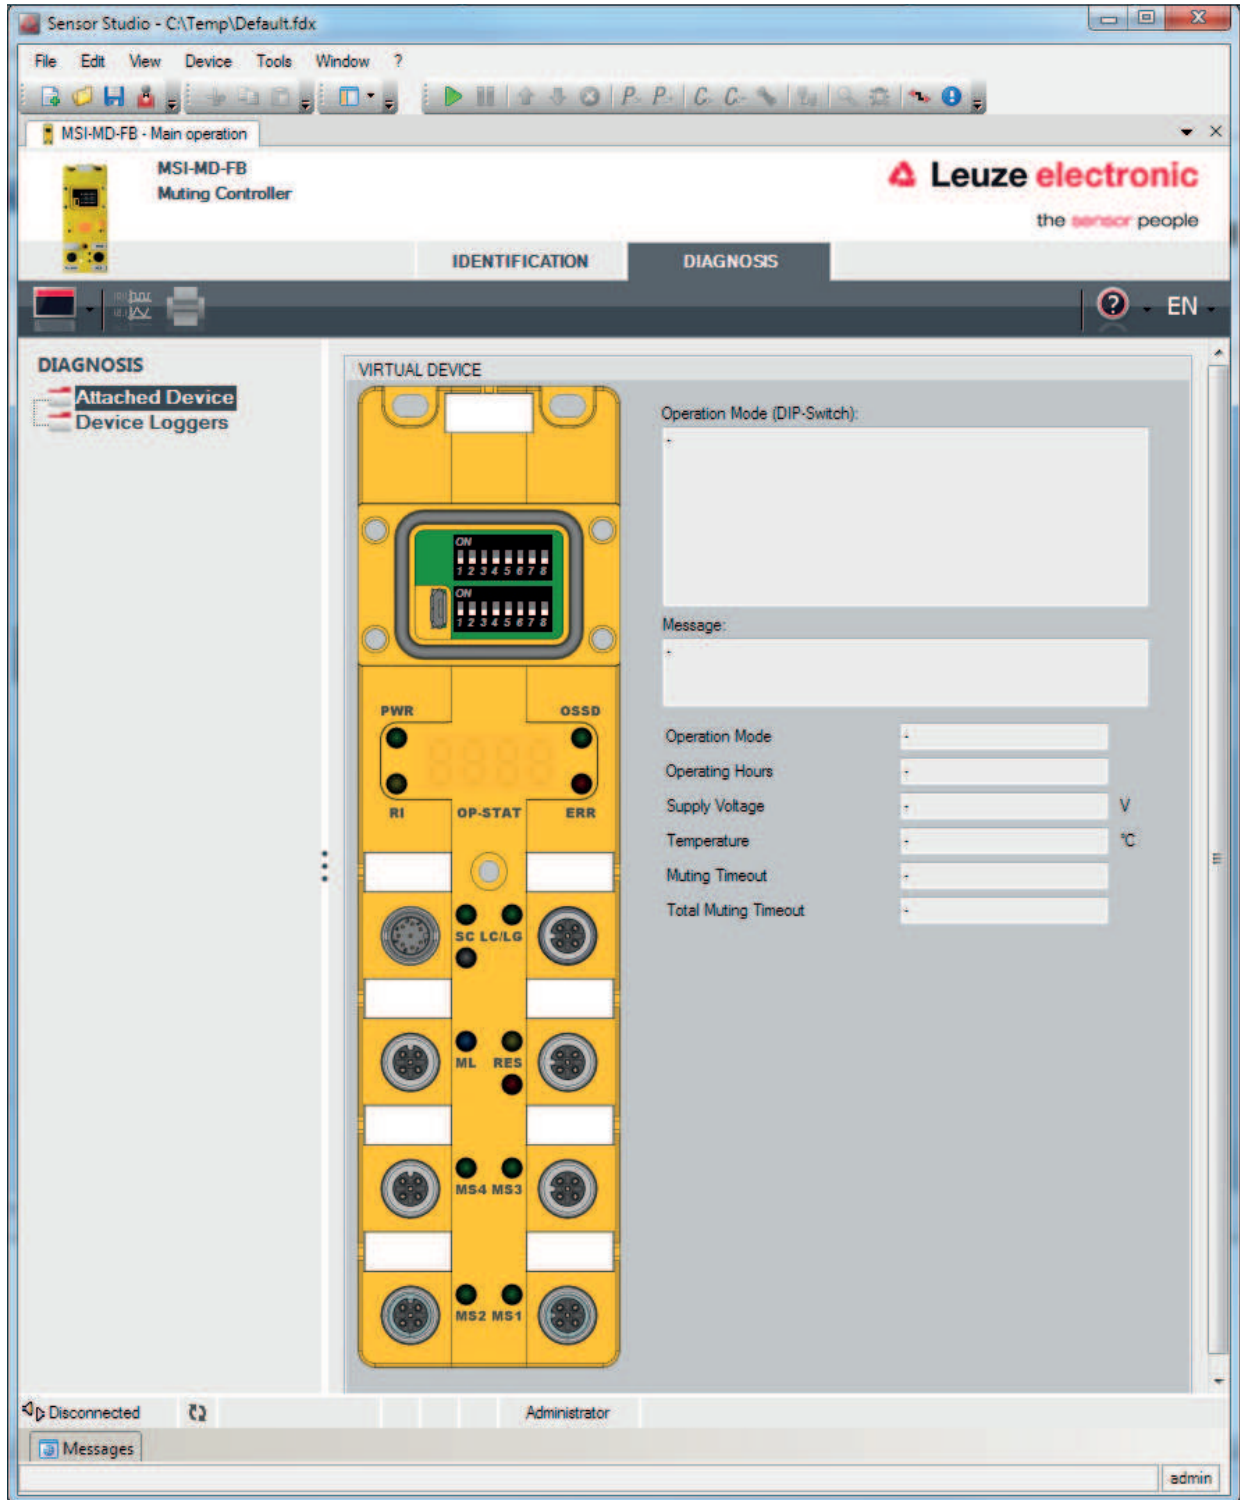 Sensor Studio - C:\Temp\Default.fdx
File Edit View Device Tools Window ?
MSI-MD-FB - Main operation
MSI-MD-FB
Muting Controller
Leuze electronic
the sensor people
IDENTIFICATION DIAGNOSIS
EN
DIAGNOSIS
Attached Device
Device Loggers
VIRTUAL DEVICE
Operation Mode (DIP-Switch):
-
ON
1 2 3 4 5 6 7 8
ON
1 2 3 4 5 6 7 8
Message:
-
PWR OSSD
RI OP-STAT ERR
Operation Mode -
Operating Hours -
Supply Voltage - V
Temperature - °C
Muting Timeout -
Total Muting Timeout -
SC LC/LG
ML RES
MS4 MS3
MS2 MS1
Disconnected Administrator
Messages
admin